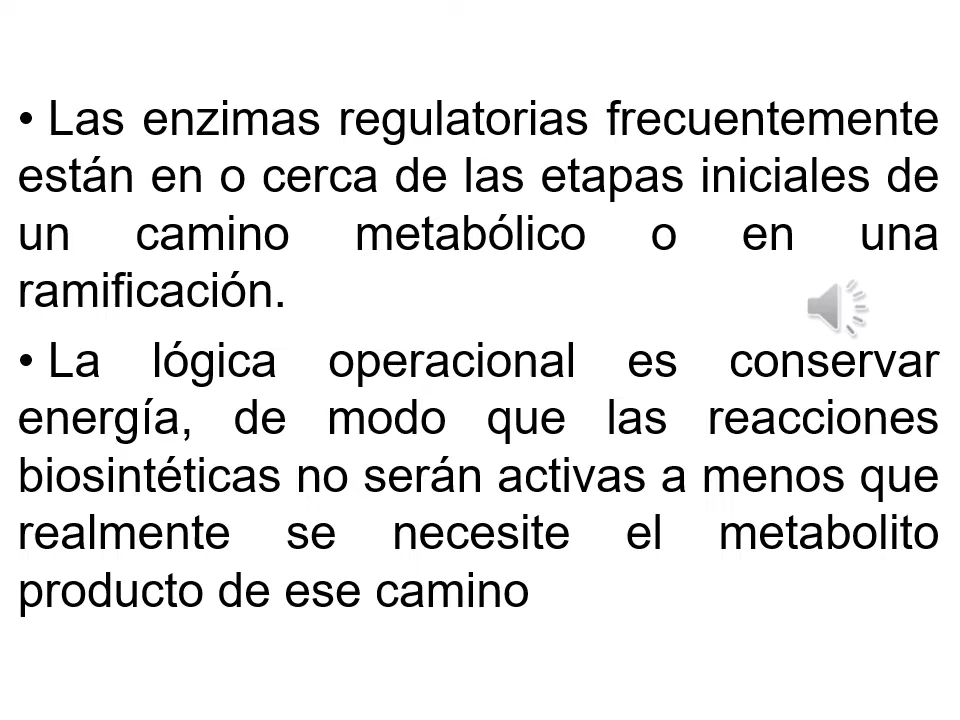 • Las enzimas regulatorias frecuentemente
están en o cerca de las etapas iniciales de
un camino metabólico o en una
ramificación.
• La lógica operacional es conservar
energía, de modo que las reacciones
biosintéticas no serán activas a menos que
realmente se necesite el metabolito
producto de ese camino